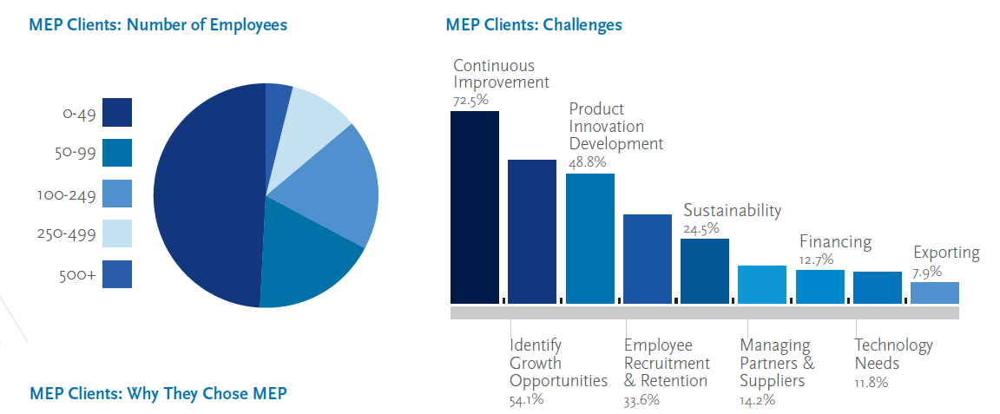 MEP Clients: Number of Employees
0-49
50-99
100-249
250-499
500+
MEP Clients: Challenges
Continuous
Improvement
72.5%
Product
Innovation
Development
48.8%
Sustainability
24.5%
Financing
12.7%
Exporting
7.9%
Identify
Growth
Opportunities
54.1%
Employee
Recruitment
& Retention
33.6%
Managing
Partners &
Suppliers
14.2%
Technology
Needs
11.8%
MEP Clients: Why They Chose MEP